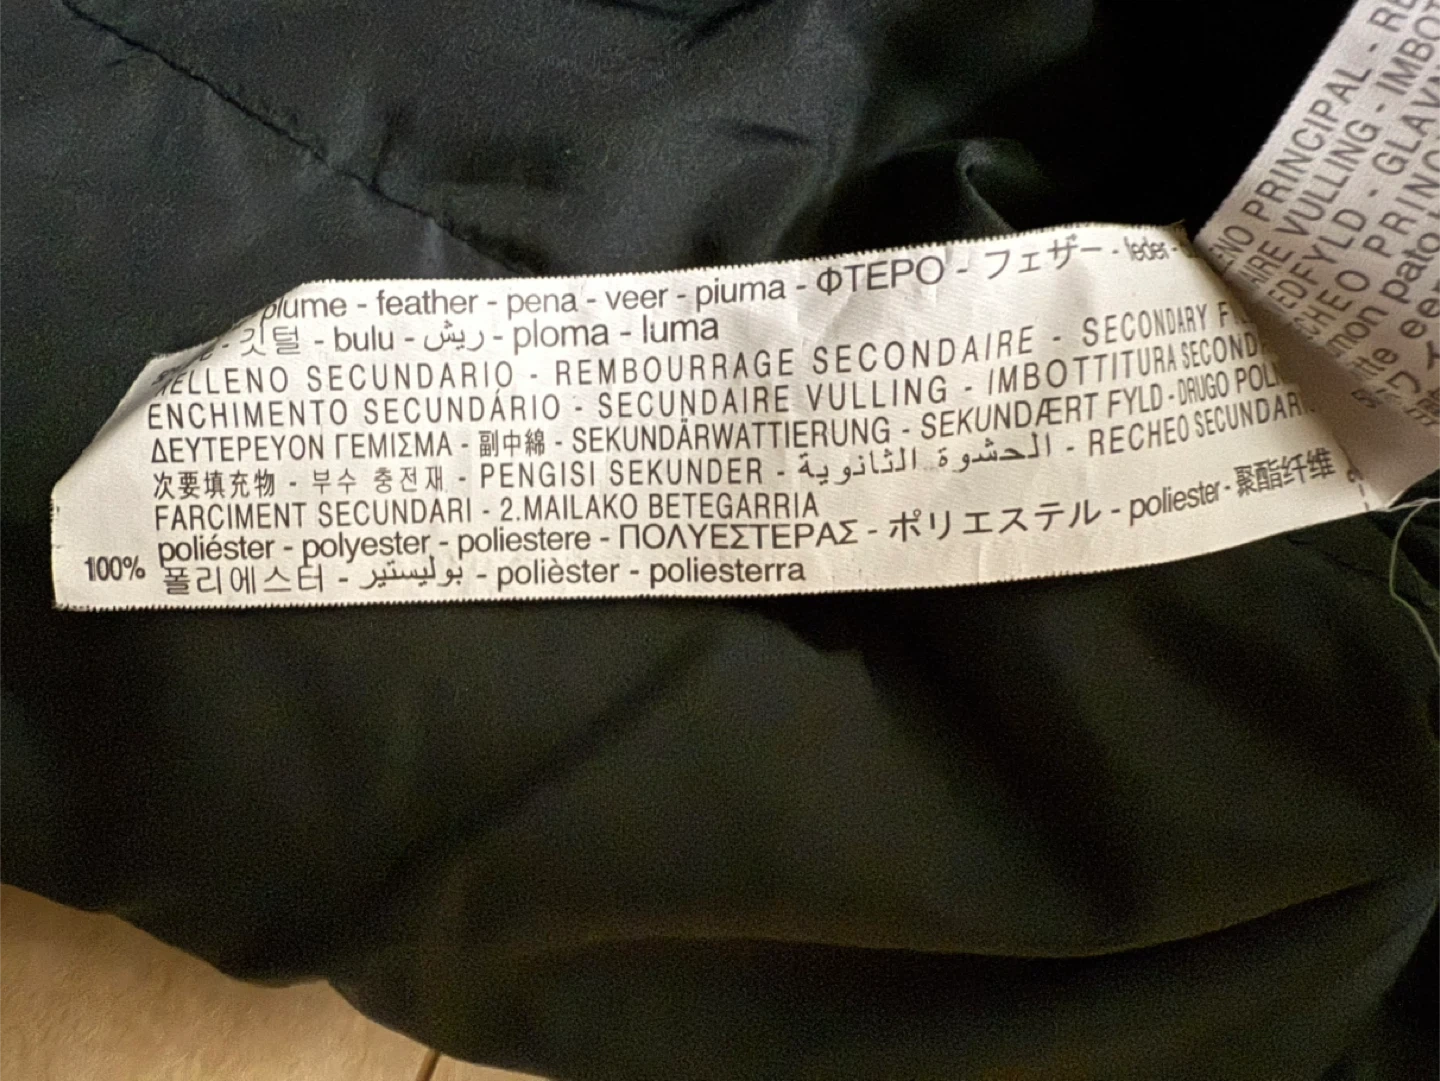 plume - feather - pena - veer - piuma - ΦΤΕΡΟ - フェザー - feder -
깃털 - bulu - ريش - ploma - luma
RELLENO SECUNDARIO - REMBOURRAGE SECONDAIRE - SECONDARY
ENCHIMENTO SECUNDÁRIO - SECUNDAIRE VULLING - IMBOTTITURA
ΔΕΥΤΕΡΕΥΟΝ ΓΕΜΙΣΜΑ - 副中綿 - SEKUNDÄRWATTIERUNG - SEKUNDÆRT FYLD - DRUGO
次要填充物 - 부수 충전재 - PENGISI SEKUNDER - الحشوة الثانوية - RECHEO
FARCIMENT SECUNDARI - 2.MAILAKO BETEGARRIA
100% poliéster - polyester - poliestere - ΠΟΛΥΕΣΤΕΡΑΣ - ポリエステル - poliester - 聚酯纤维
폴리에스터 - بوليستير - polièster - poliesterra
PRINCIPAL -
VULLING -
FYLD -